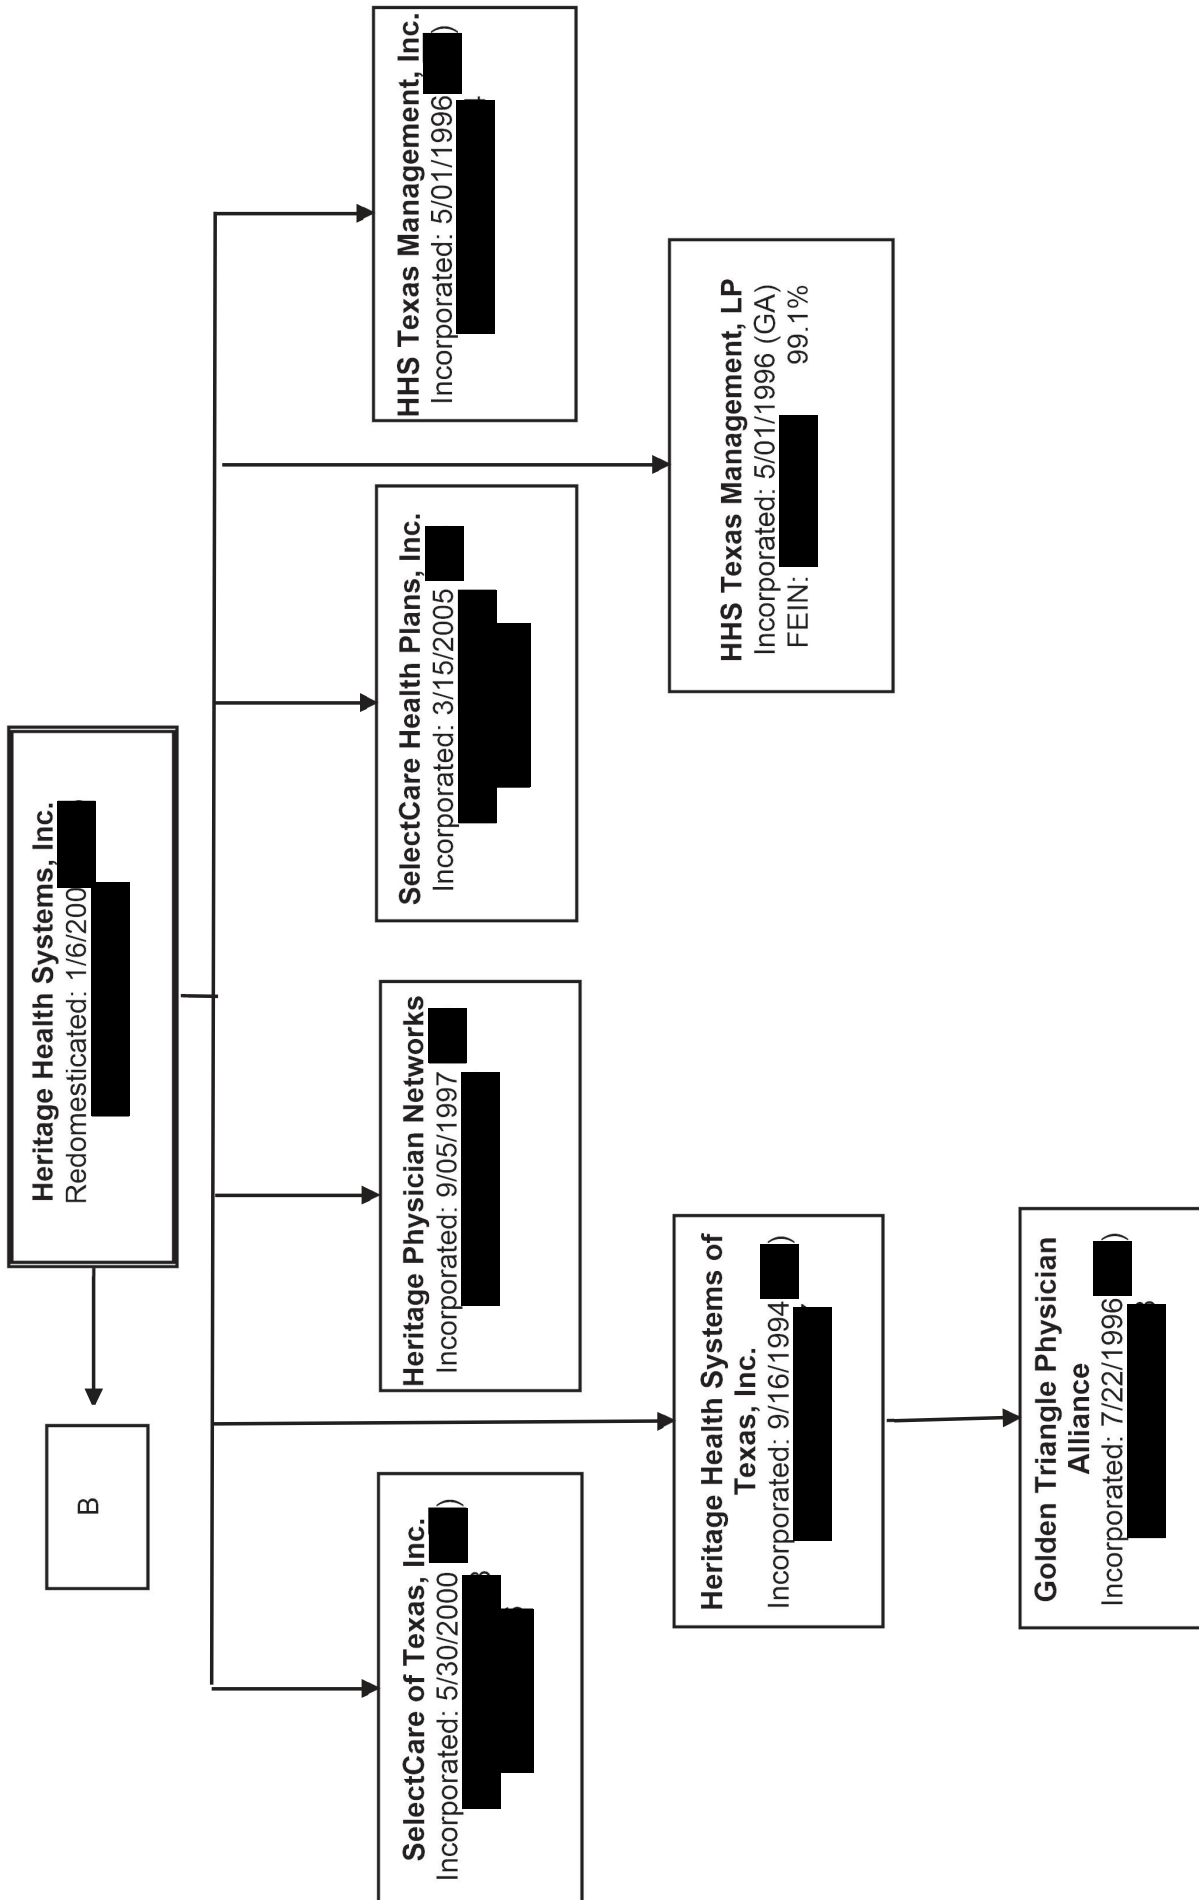 Heritage Health Systems, Inc.
Redomesticated: 1/6/200
B
SelectCare of Texas, Inc.
Incorporated: 5/30/2000 )
Heritage Physician Networks
Incorporated: 9/05/1997
SelectCare Health Plans, Inc.
Incorporated: 3/15/2005
HHS Texas Management, Inc.
Incorporated: 5/01/1996 )
Heritage Health Systems of
Texas, Inc.
Incorporated: 9/16/1994 )
HHS Texas Management, LP
Incorporated: 5/01/1996 (GA)
FEIN: 99.1%
Golden Triangle Physician
Alliance
Incorporated: 7/22/1996 )